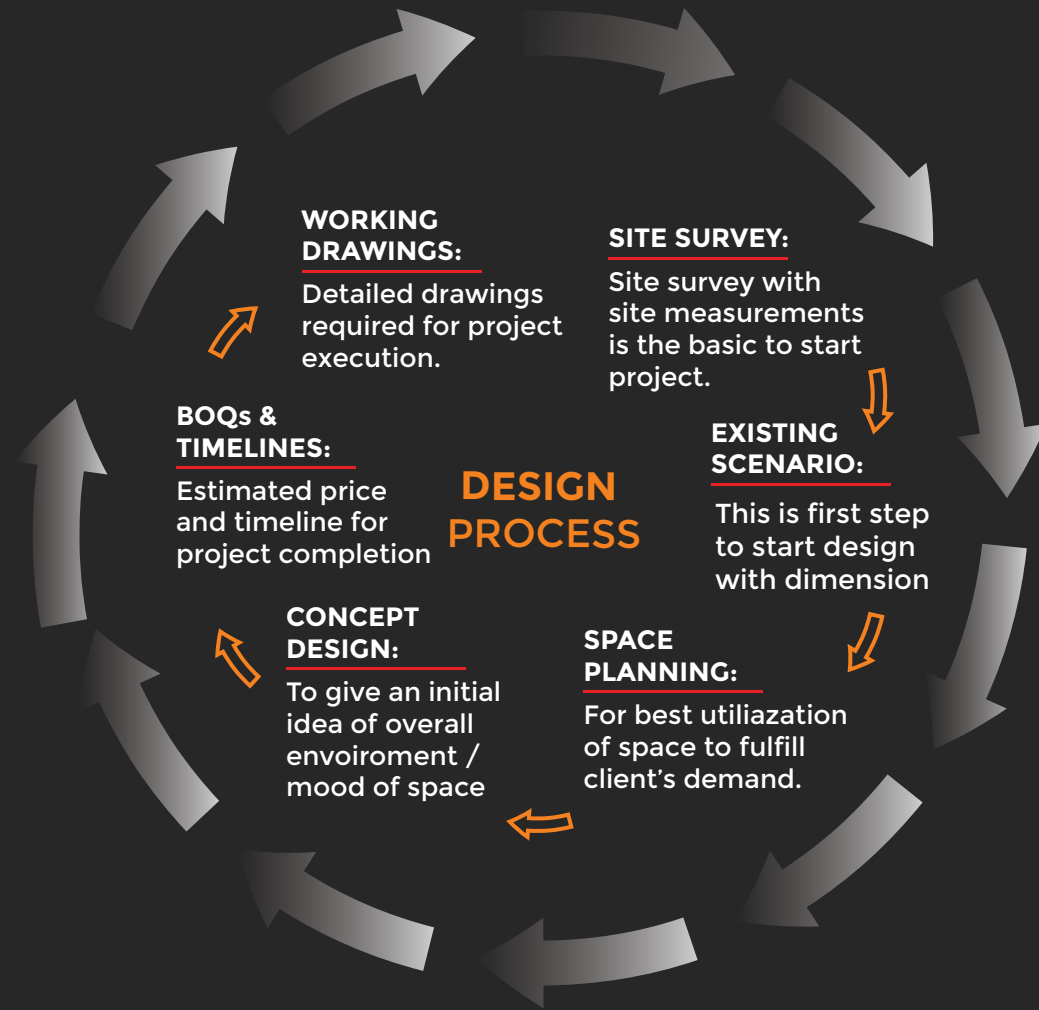 WORKING
DRAWINGS:
Detailed drawings
required for project
execution.
SITE SURVEY:
Site survey with
site measurements
is the basic to start
project.
BOQs &
TIMELINES:
Estimated price
and timeline for
project completion
DESIGN
PROCESS
EXISTING
SCENARIO:
This is first step
to start design
with dimension
CONCEPT
DESIGN:
To give an initial
idea of overall
envoiroment /
mood of space
SPACE
PLANNING:
For best utiliazation
of space to fulfill
client’s demand.